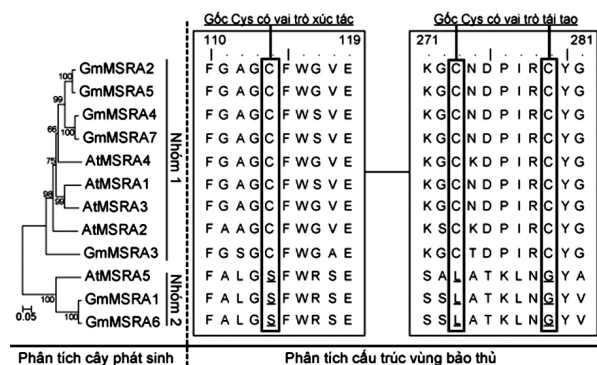 Gốc Cys có vai trò xúc tác Gốc Cys có vai trò tái tạo
110 119 271 281
GmMSRA2 F G A G C F W G V E K G C N D P I R C Y G
GmMSRA5 F G A G C F W G V E K G C N D P I R C Y G
GmMSRA4 F G A G C F W S V E K G C N D P I R C Y G
GmMSRA7 F G A G C F W S V E K G C N D P I R C Y G
AtMSRA4 F G A G C F W G V E K G C K D P I R C Y G
AtMSRA1 F G A G C F W S V E K G C N D P I R C Y G
AtMSRA3 F G A G C F W G V E K G C N D P I R C Y G
AtMSRA2 F A A G C F W G V E K S C K D P I R C Y G
GmMSRA3 F G S G C F W G A E K G C T D P I R C Y G
AtMSRA5 F A L G S F W R S E S A L A T K L N G Y A
GmMSRA1 F A L G S F W R S E S S L A T K L N G Y V
GmMSRA6 F A L G S F W R S E S S L A T K L N G Y V
Nhóm 1
Nhóm 2
100
99
100
66
75
99
98
100
100
0.05
Phân tích cây phát sinh Phân tích cấu trúc vùng bảo thủ